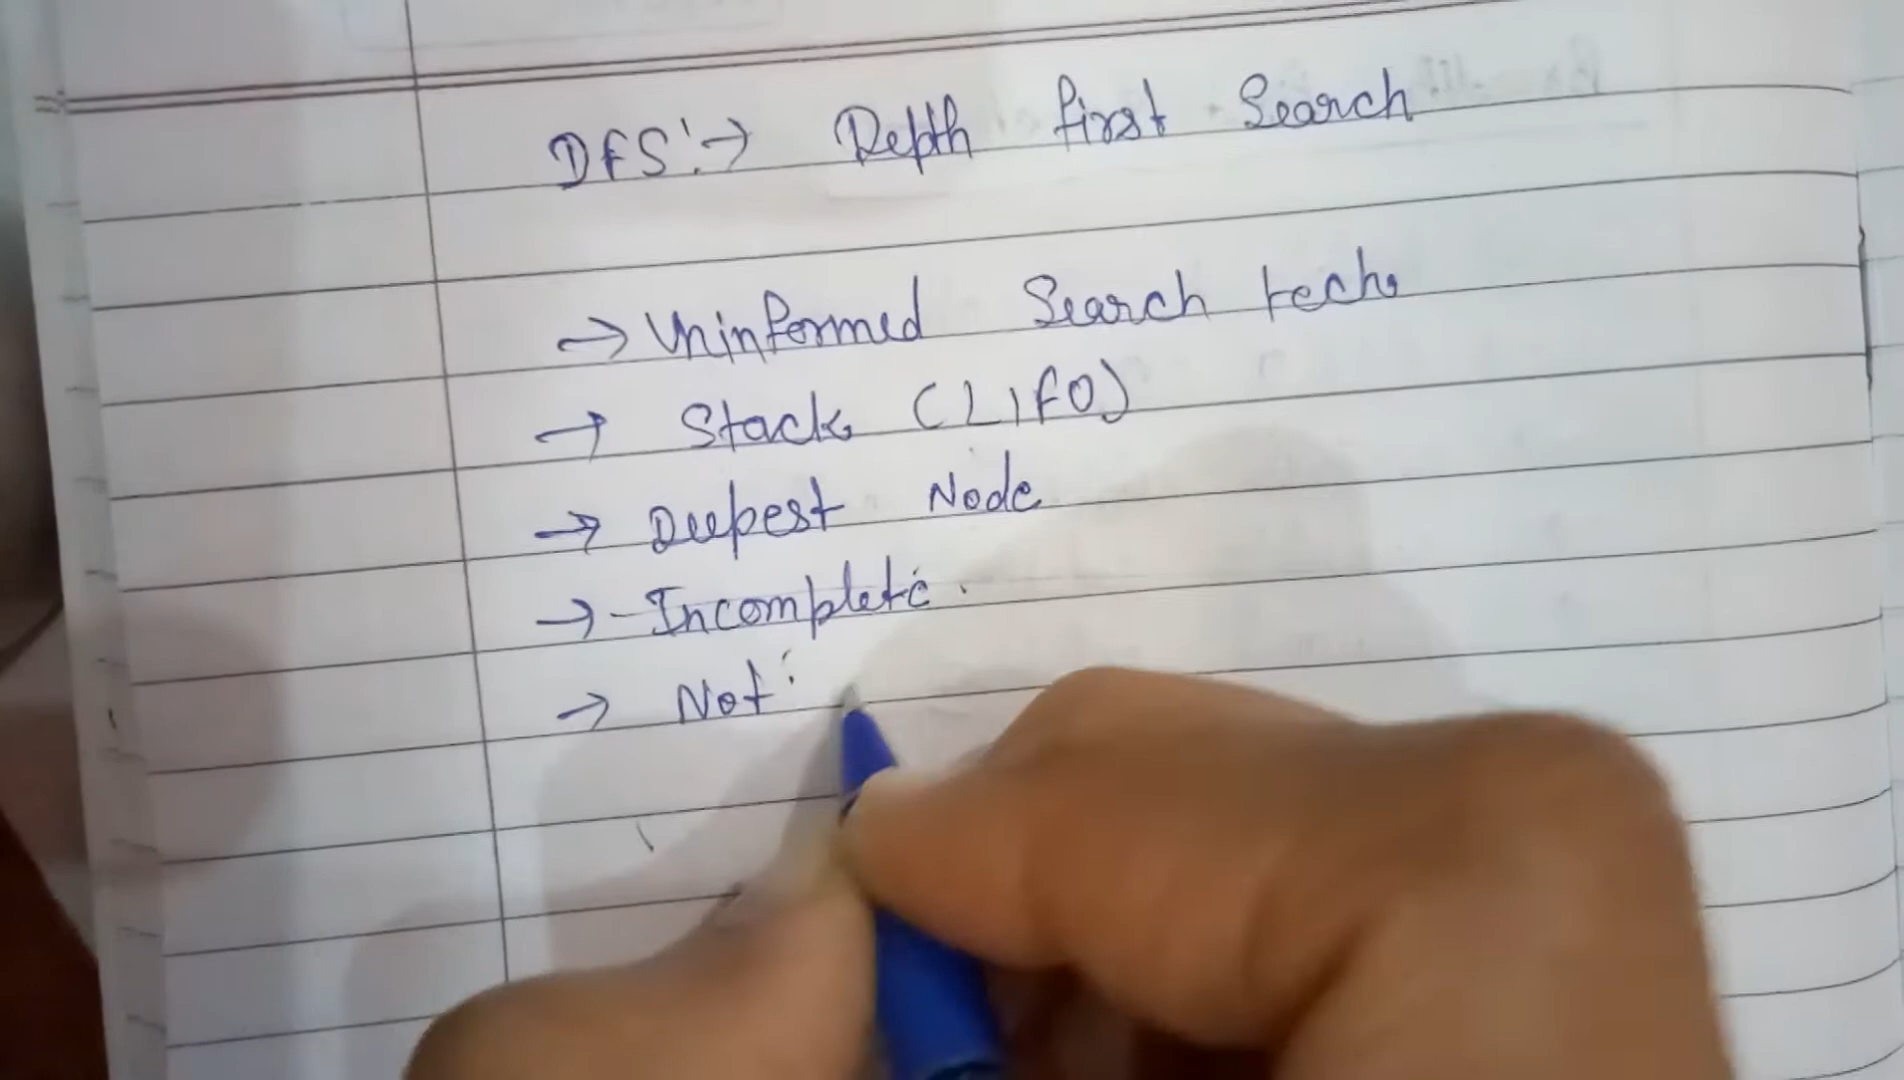 DFS :→ Depth first Search
→ Uninformed Search tech.
→ Stack (LIFO)
→ Deepest Node
→ - Incomplete.
→ Not